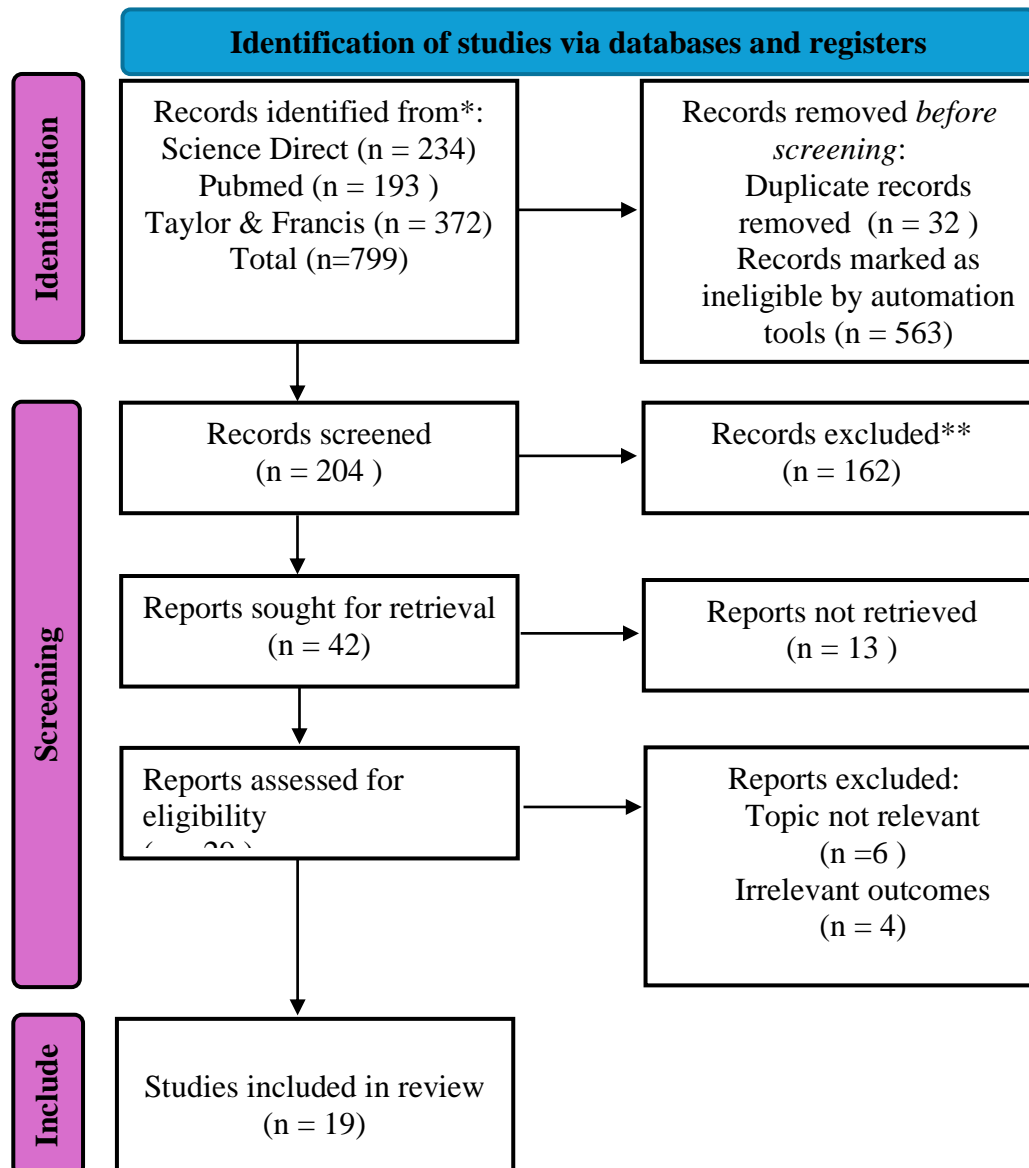 Identification of studies via databases and registers
Identification
Records identified from*:
Science Direct (n = 234)
Pubmed (n = 193 )
Taylor & Francis (n = 372)
Total (n=799)
Records removed before
screening:
Duplicate records
removed (n = 32 )
Records marked as
ineligible by automation
tools (n = 563)
Screening
Records screened
(n = 204 )
Records excluded**
(n = 162)
Reports sought for retrieval
(n = 42)
Reports not retrieved
(n = 13 )
Reports assessed for
eligibility
Reports excluded:
Topic not relevant
(n =6 )
Irrelevant outcomes
(n = 4)
Include
Studies included in review
(n = 19)